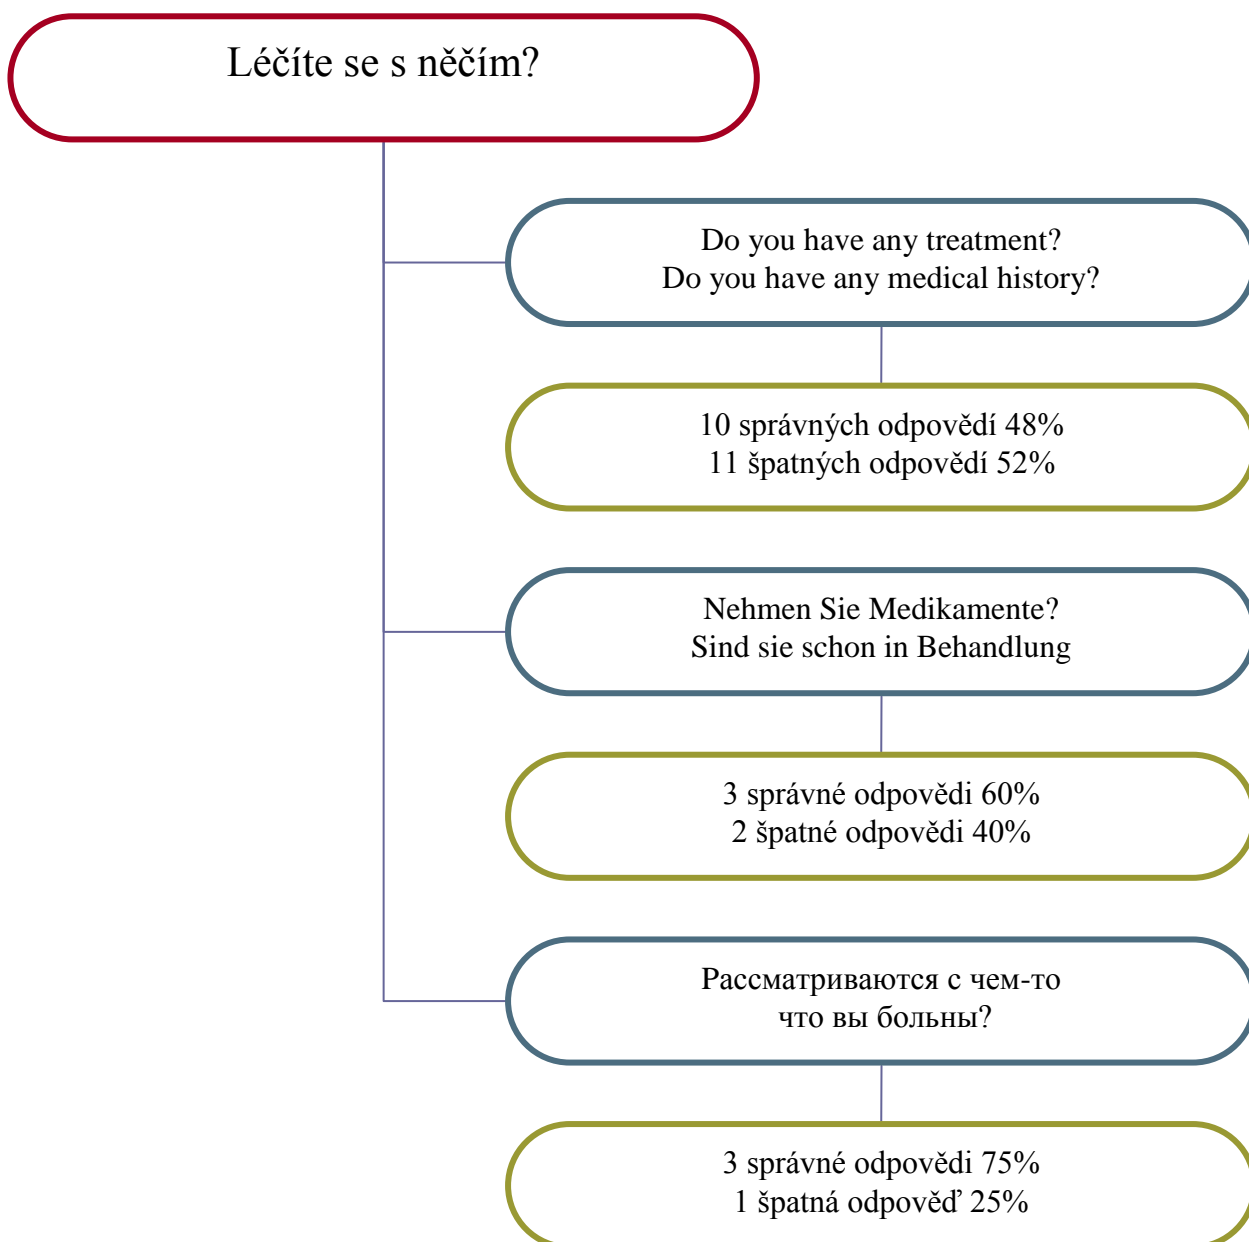 Léčíte se s něčím?
Do you have any treatment?
Do you have any medical history?
10 správných odpovědí 48%
11 špatných odpovědí 52%
Nehmen Sie Medikamente?
Sind sie schon in Behandlung
3 správné odpovědi 60%
2 špatné odpovědi 40%
Рассматриваются с чем-то
что вы больны?
3 správné odpovědi 75%
1 špatná odpověď 25%